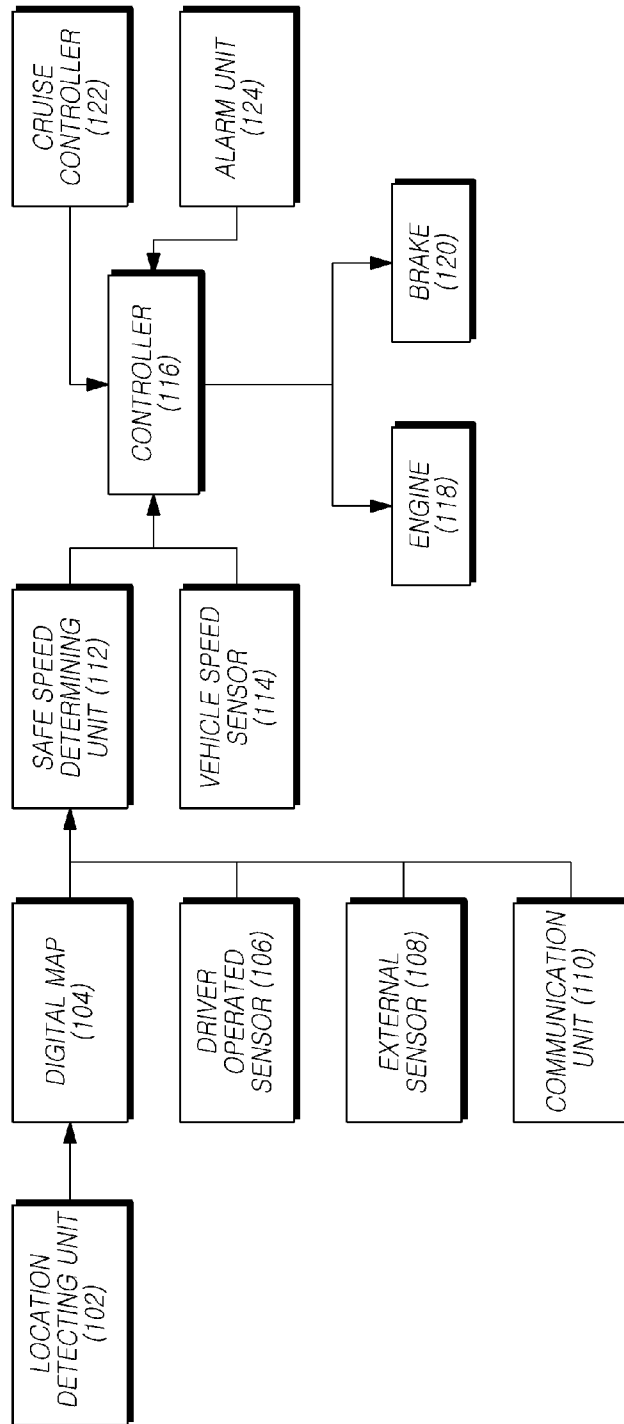 LOCATION
DETECTING UNIT
(102)
DIGITAL MAP
(104)
DRIVER
OPERATED
SENSOR (106)
EXTERNAL
SENSOR (108)
COMMUNICATION
UNIT (110)
SAFE SPEED
DETERMINING
UNIT (112)
VEHICLE SPEED
SENSOR
(114)
CONTROLLER
(116)
ENGINE
(118)
BRAKE
(120)
CRUISE
CONTROLLER
(122)
ALARM UNIT
(124)